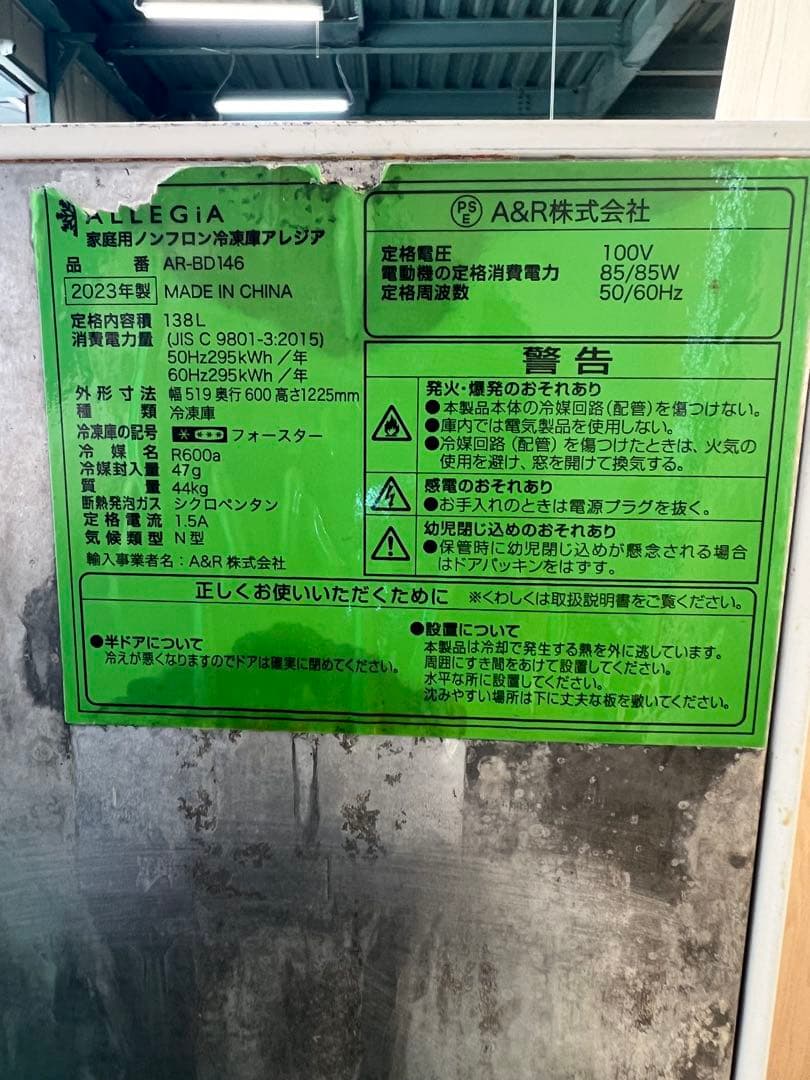 ALLEGiA
家庭用ノンフロン冷凍庫アレジア
品 番 AR-BD146
2023年製 MADE IN CHINA
定格内容積 138L
消費電力量 (JIS C 9801-3:2015)
50Hz295kWh/年
60Hz295kWh/年
外形寸法 幅519奥行600高さ1225mm
種 類 冷凍庫
冷凍庫の記号 フォースター
冷 媒 名 R600a
冷媒封入量 47g
質 量 44kg
断熱発泡ガス シクロペンタン
定格電流 1.5A
気候類型 N型
輸入事業者名:A&R株式会社
PSE A&R株式会社
定格電圧 100V
電動機の定格消費電力 85/85W
定格周波数 50/60Hz
警告
発火・爆発のおそれあり
●本製品本体の冷媒回路(配管)を傷つけない。
●庫内では電気製品を使用しない。
●冷媒回路(配管)を傷つけたときは、火気の
使用を避け、窓を開けて換気する。
感電のおそれあり
●お手入れのときは電源プラグを抜く。
幼児閉じ込めのおそれあり
●保管時に幼児閉じ込めが懸念される場合
はドアパッキンをはずす。
正しくお使いいただくために ※くわしくは取扱説明書をご覧ください。
●半ドアについて
冷えが悪くなりますのでドアは確実に閉めてください。
●設置について
本製品は冷却で発生する熱を外に逃しています。
周囲にすき間をあけて設置してください。
水平な所に設置してください。
沈みやすい場所は下に丈夫な板を敷いてください。